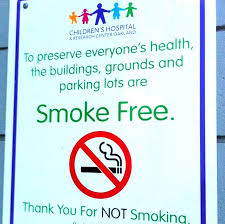 CHILDREN'S HOSPITAL
& RESEARCH CENTER OAKLAND
To preserve everyone's health,
the buildings, grounds and
parking lots are
Smoke Free.
Thank You For NOT Smoking.